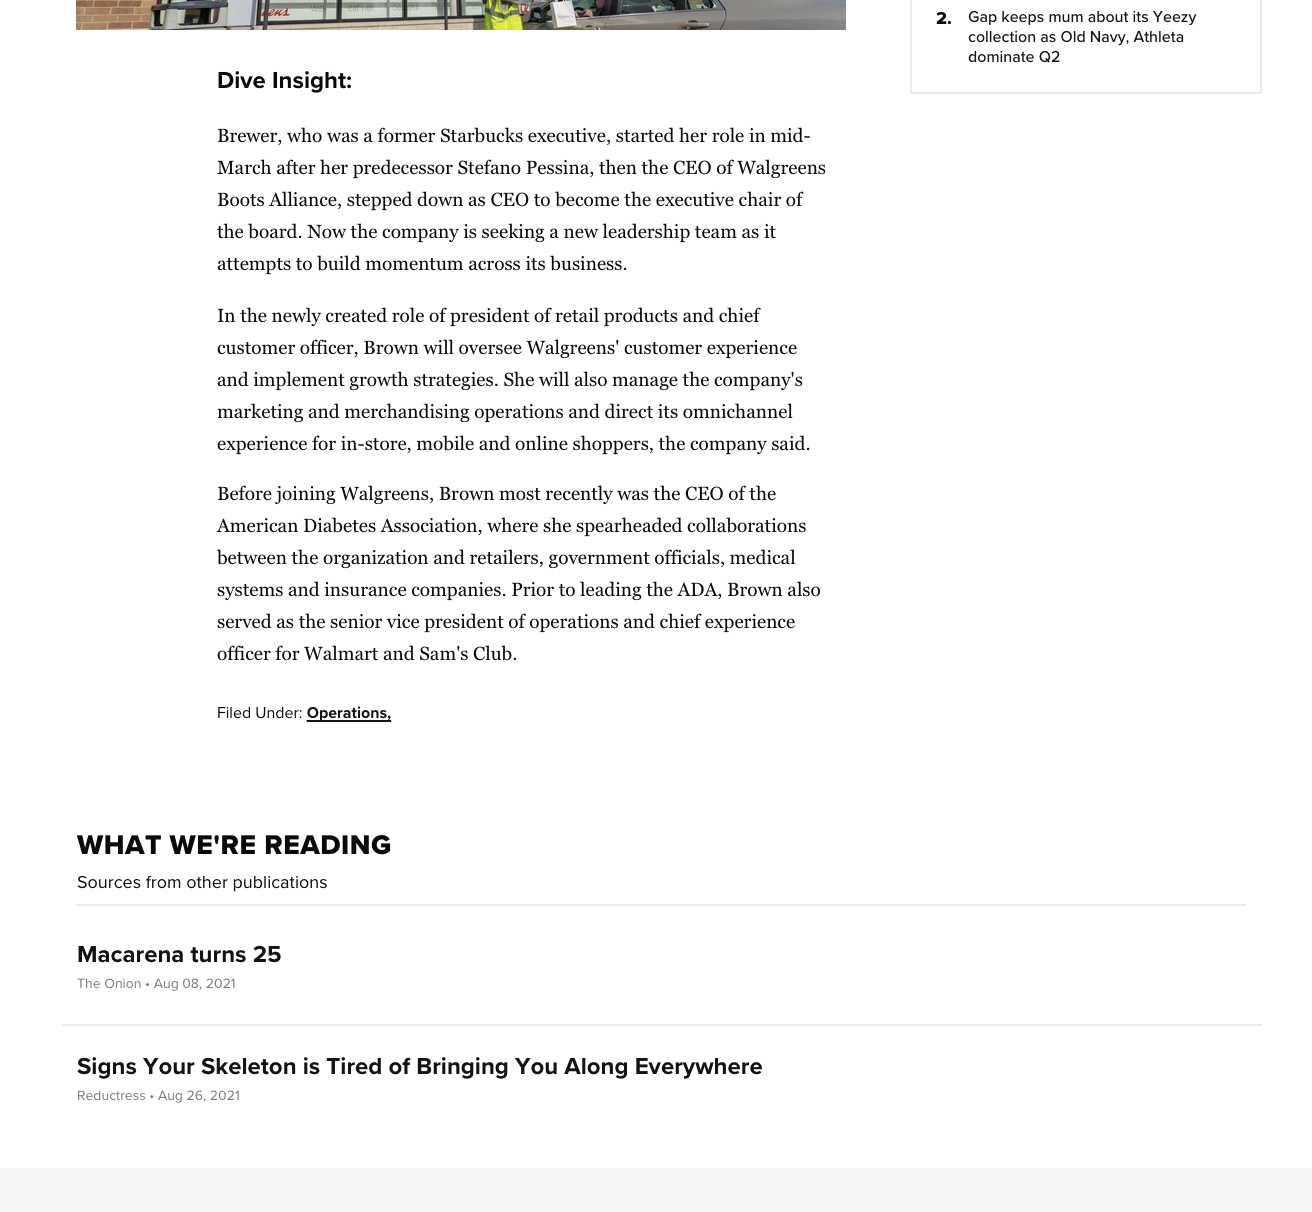 2. Gap keeps mum about its Yeezy
collection as Old Navy, Athleta
dominate Q2
Dive Insight:
Brewer, who was a former Starbucks executive, started her role in mid-
March after her predecessor Stefano Pessina, then the CEO of Walgreens
Boots Alliance, stepped down as CEO to become the executive chair of
the board. Now the company is seeking a new leadership team as it
attempts to build momentum across its business.
In the newly created role of president of retail products and chief
customer officer, Brown will oversee Walgreens' customer experience
and implement growth strategies. She will also manage the company's
marketing and merchandising operations and direct its omnichannel
experience for in-store, mobile and online shoppers, the company said.
Before joining Walgreens, Brown most recently was the CEO of the
American Diabetes Association, where she spearheaded collaborations
between the organization and retailers, government officials, medical
systems and insurance companies. Prior to leading the ADA, Brown also
served as the senior vice president of operations and chief experience
officer for Walmart and Sam's Club.
Filed Under: Operations,
WHAT WE'RE READING
Sources from other publications
Macarena turns 25
The Onion • Aug 08, 2021
Signs Your Skeleton is Tired of Bringing You Along Everywhere
Reductress • Aug 26, 2021